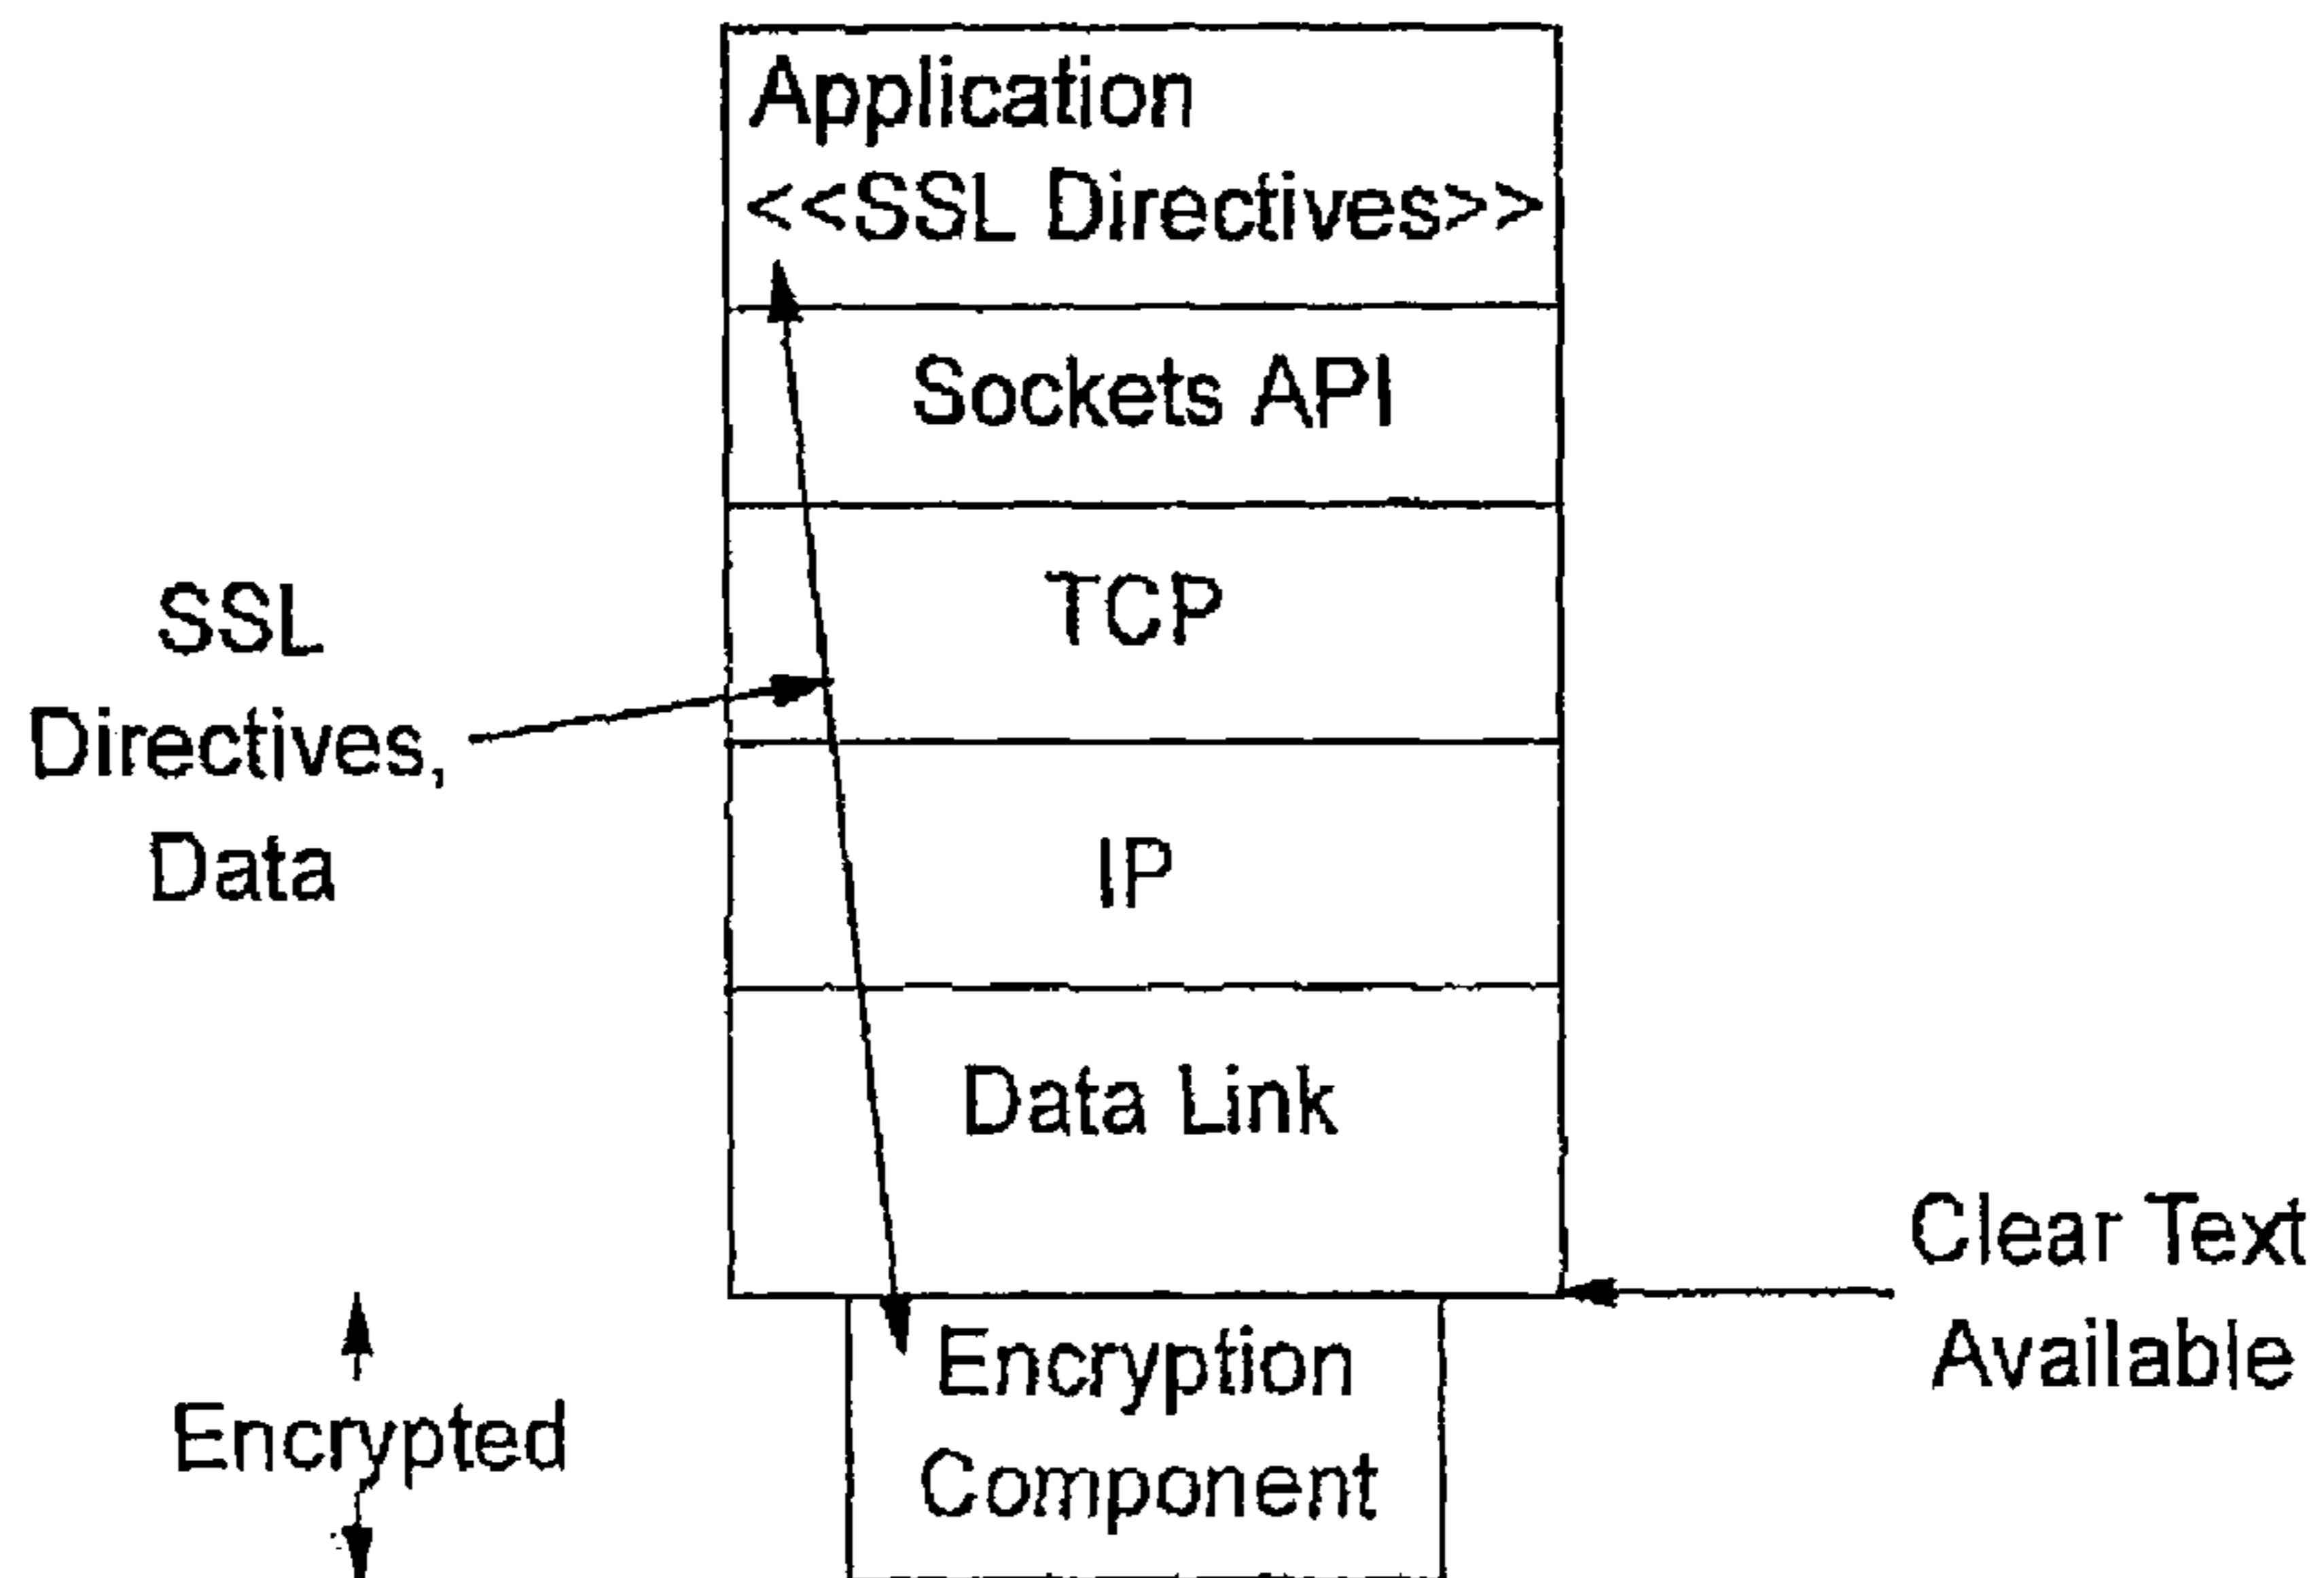 Application
<<SSL Directives>>
Sockets API
TCP
SSL
Directives,
Data
IP
Data Link
Clear Text
Available
Encryption
Component
Encrypted